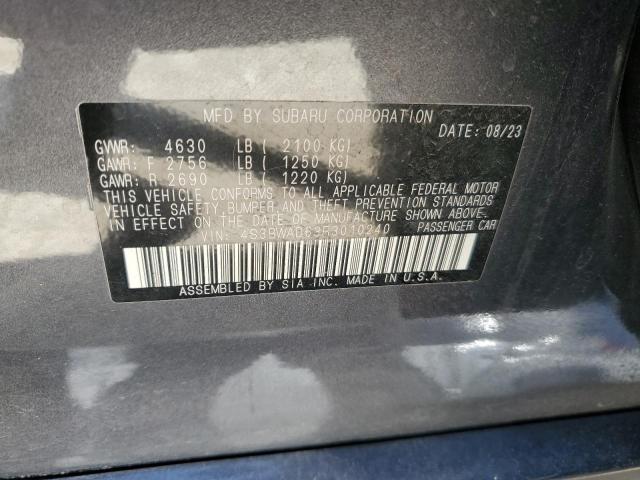 MFD BY SUBARU CORPORATION
DATE: 08/23
GVWR: 4630 LB ( 2100 KG)
GAWR: F 2756 LB ( 1250 KG)
GAWR: R 2690 LB ( 1220 KG)
THIS VEHICLE CONFORMS TO ALL APPLICABLE FEDERAL MOTOR
VEHICLE SAFETY, BUMPER, AND THEFT PREVENTION STANDARDS
IN EFFECT ON THE DATE OF MANUFACTURE SHOWN ABOVE.
4S3BWAD69R3010240
PASSENGER CAR
ASSEMBLED BY SIA INC. MADE IN U.S.A.